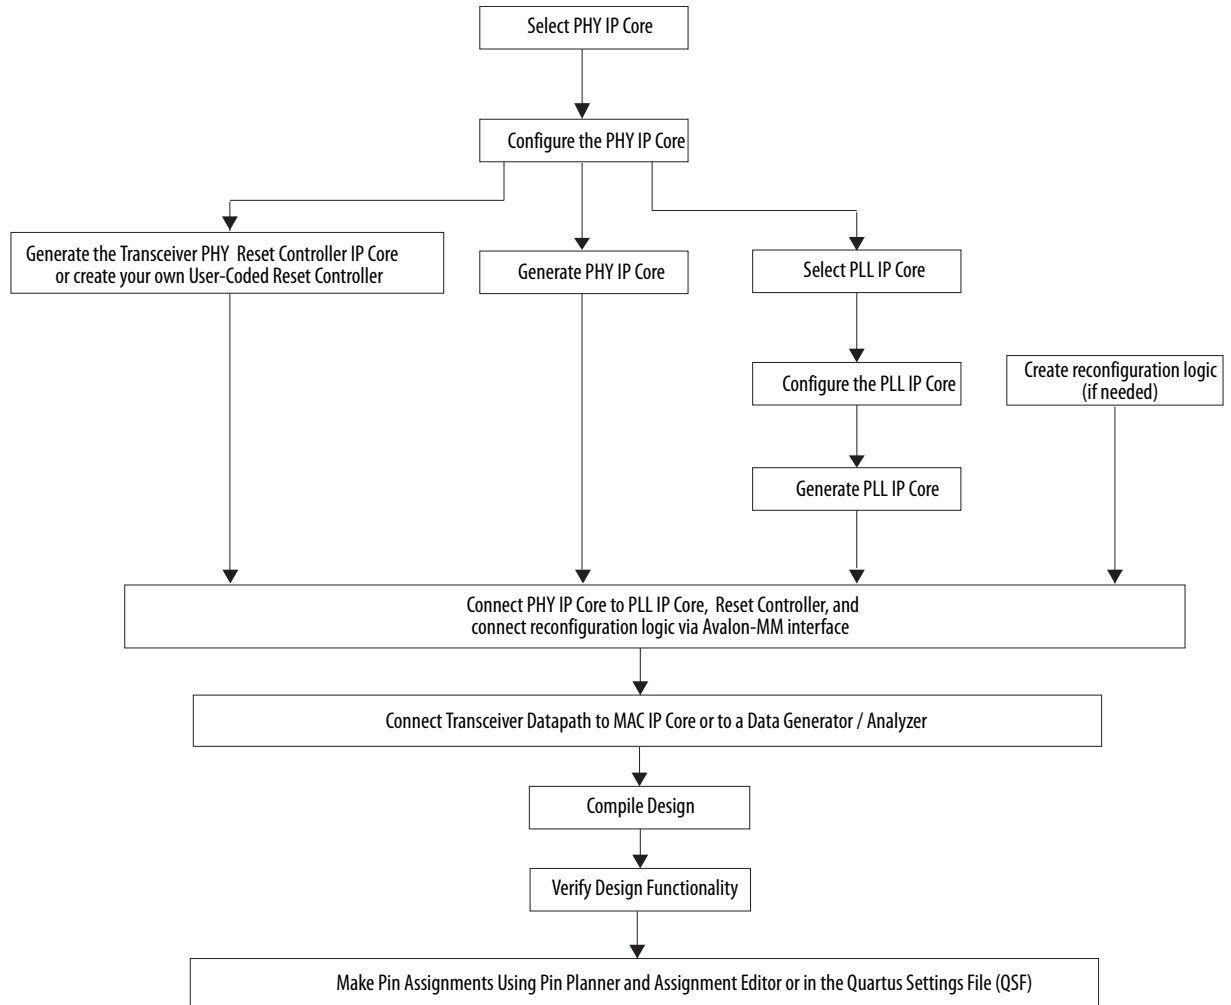 Select PHY IP Core
Configure the PHY IP Core
Generate the Transceiver PHY Reset Controller IP Core
or create your own User-Coded Reset Controller
Generate PHY IP Core
Select PLL IP Core
Configure the PLL IP Core
Create reconfiguration logic
(if needed)
Generate PLL IP Core
Connect PHY IP Core to PLL IP Core, Reset Controller, and
connect reconfiguration logic via Avalon-MM interface
Connect Transceiver Datapath to MAC IP Core or to a Data Generator / Analyzer
Compile Design
Verify Design Functionality
Make Pin Assignments Using Pin Planner and Assignment Editor or in the Quartus Settings File (QSF)